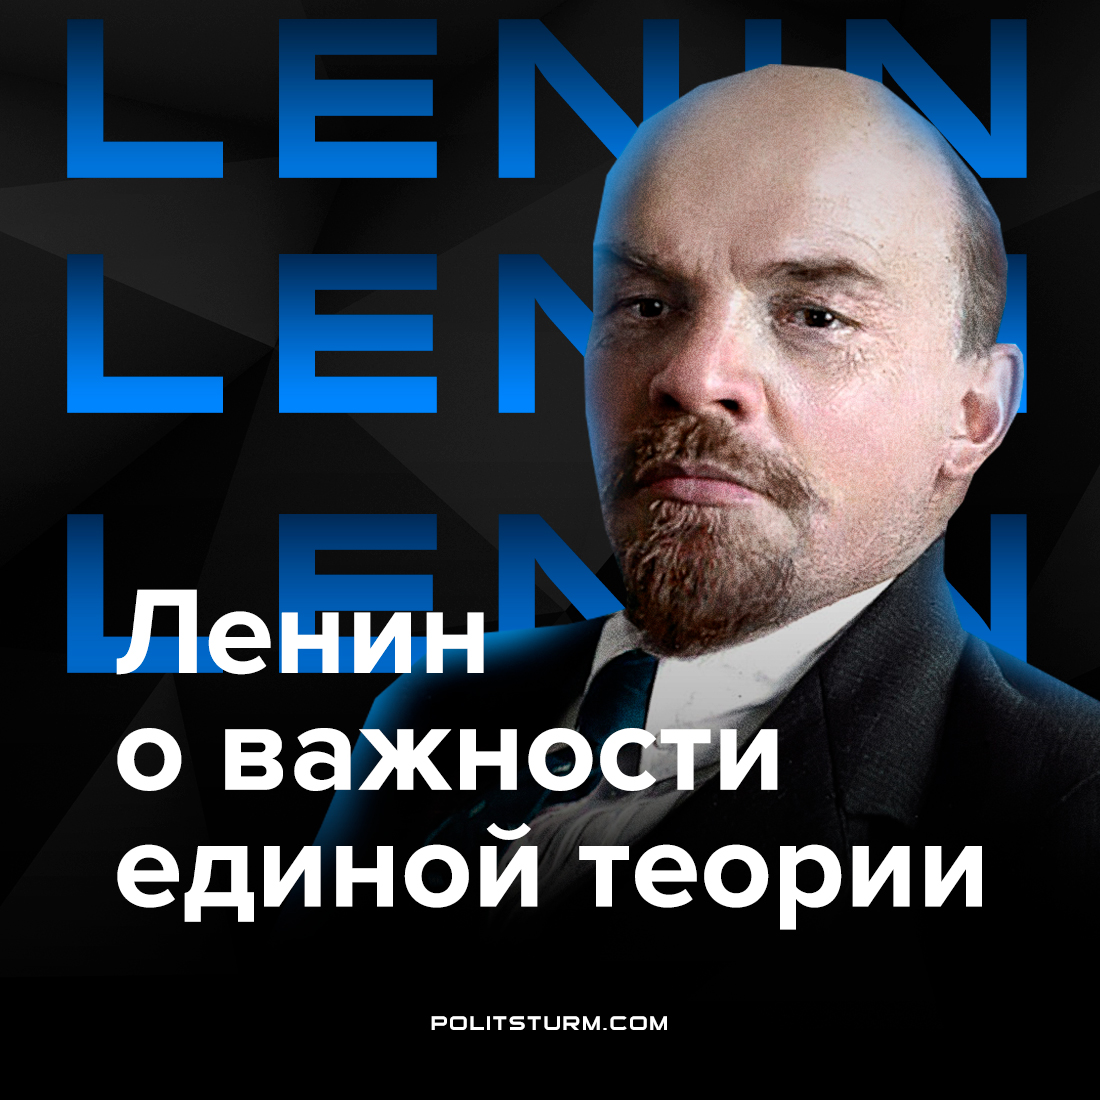 LENIN
LENIN
LENIN
Ленин
о важности
единой теории
POLITSTURM.COM